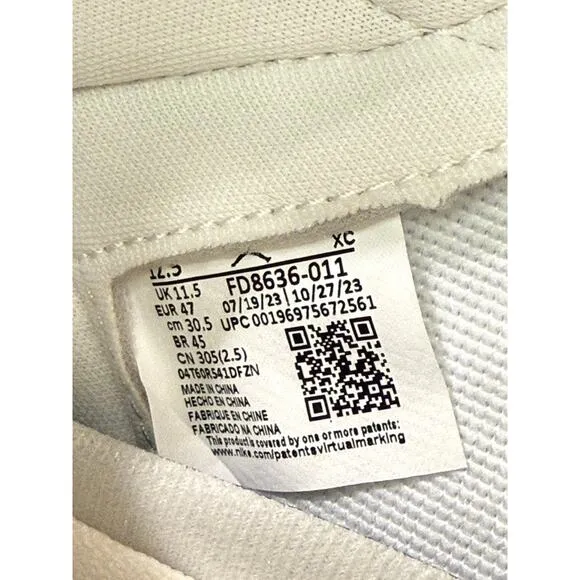 12.5 XC
UK 11.5 FD8636-011
EUR 47 07/19/23 | 10/27/23
cm 30.5 UPC 00196975672561
BR 45
CN 305(2.5)
04T60R541DFZN
MADE IN CHINA
HECHO EN CHINA
FABRIQUE EN CHINE
FABRICADO NA CHINA
This product is covered by one or more patents:
www.nike.com/patentsvirtualmarking